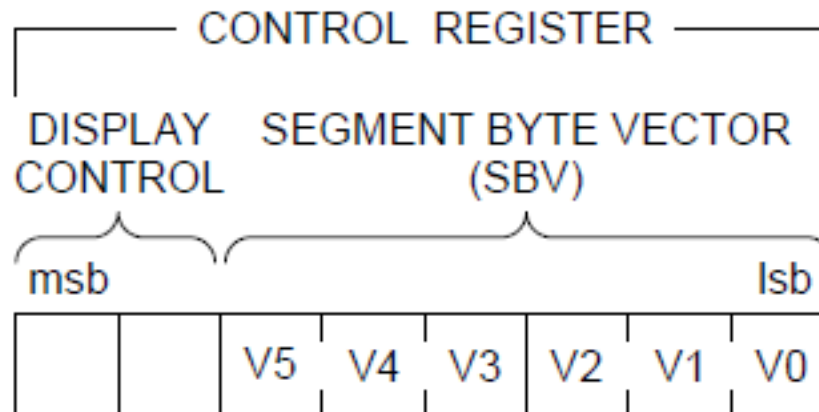 CONTROL REGISTER
DISPLAY SEGMENT BYTE VECTOR
CONTROL (SBV)
msb lsb
V5 V4 V3 V2 V1 V0